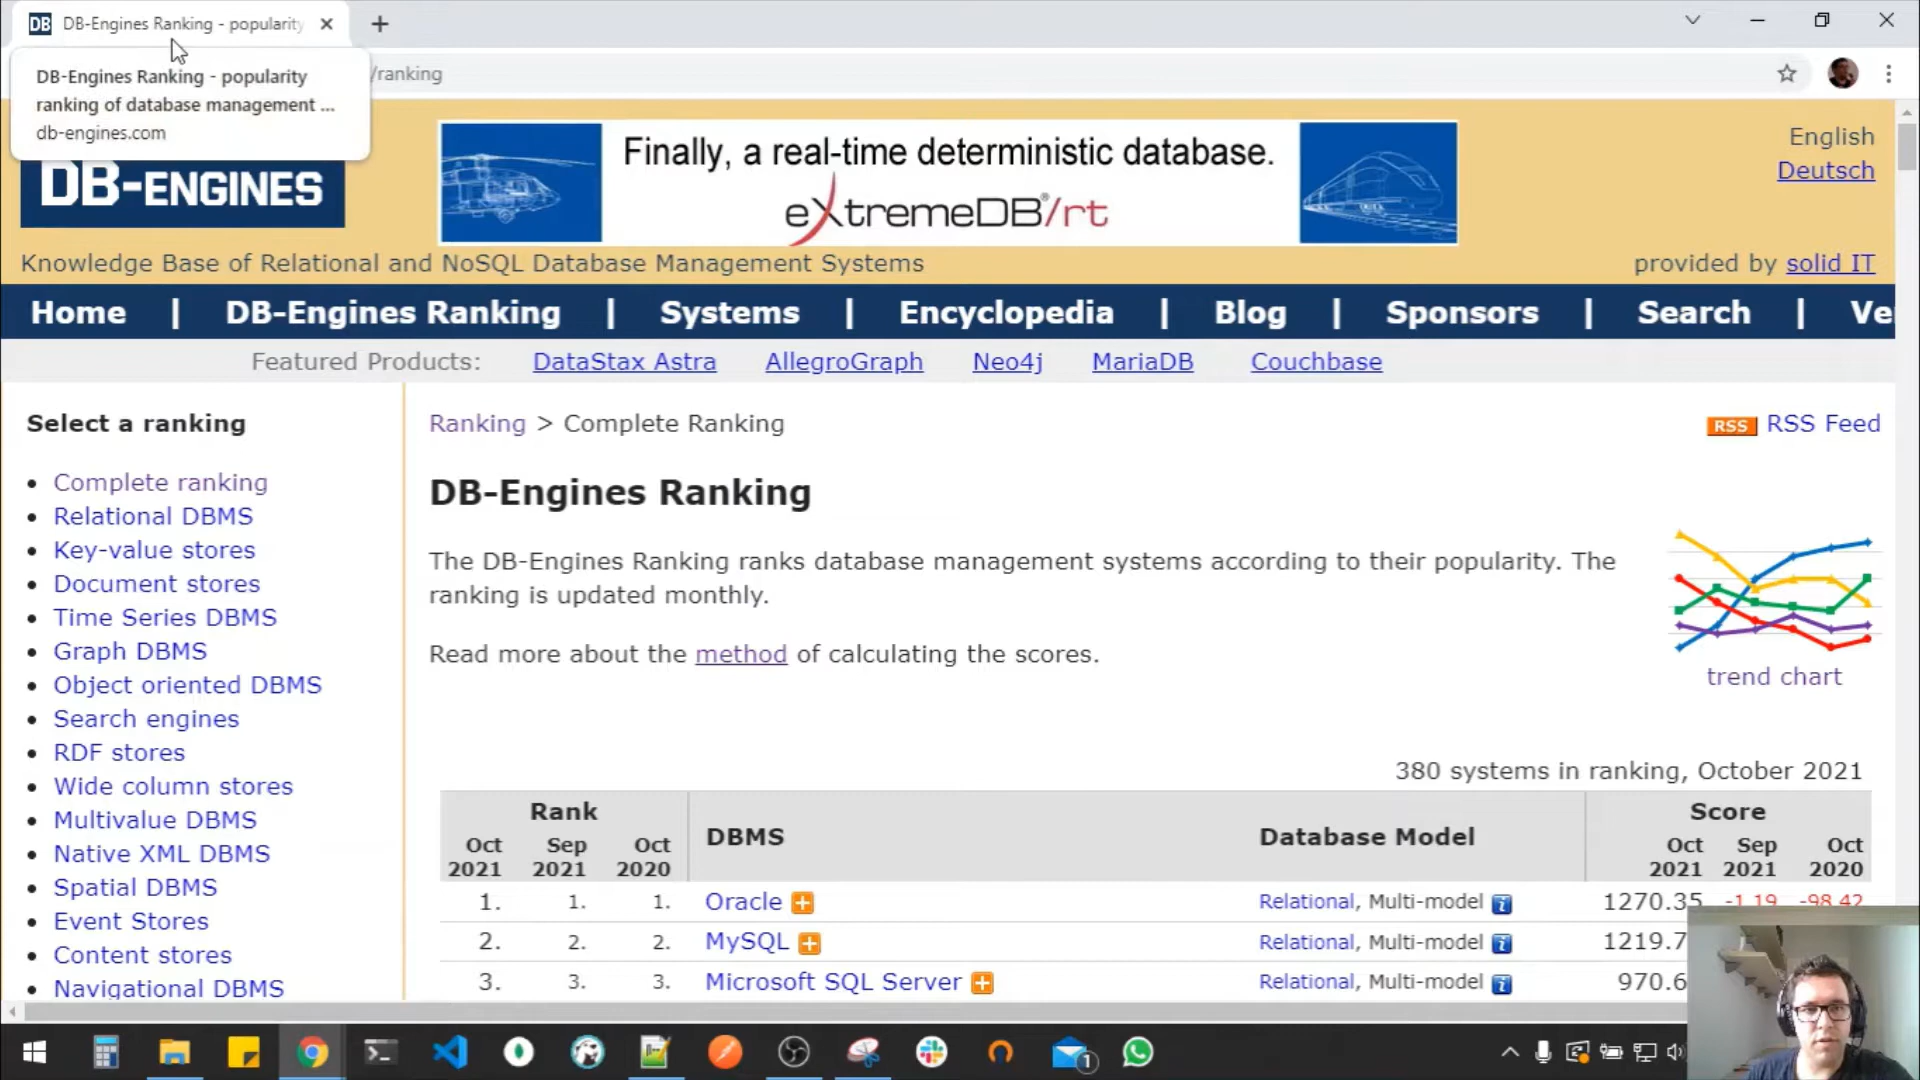 DB-Engines Ranking - popularity
DB-Engines Ranking - popularity
ranking of database management ...
db-engines.com
/ranking
DB-ENGINES
Finally, a real-time deterministic database.
eXtremeDB®/rt
English
Deutsch
Knowledge Base of Relational and NoSQL Database Management Systems
provided by solid IT
Home | DB-Engines Ranking | Systems | Encyclopedia | Blog | Sponsors | Search | Ve
Featured Products: DataStax Astra AllegroGraph Neo4j MariaDB Couchbase
Select a ranking
Complete ranking
Relational DBMS
Key-value stores
Document stores
Time Series DBMS
Graph DBMS
Object oriented DBMS
Search engines
RDF stores
Wide column stores
Multivalue DBMS
Native XML DBMS
Spatial DBMS
Event Stores
Content stores
Navigational DBMS
Ranking > Complete Ranking
RSS RSS Feed
DB-Engines Ranking
The DB-Engines Ranking ranks database management systems according to their popularity. The
ranking is updated monthly.
Read more about the method of calculating the scores.
trend chart
380 systems in ranking, October 2021
Rank DBMS Database Model Score
Oct 2021 Sep 2021 Oct 2020 Oct 2021 Sep 2021 Oct 2020
1. 1. 1. Oracle Relational, Multi-model 1270.35 -1.19 -98.42
2. 2. 2. MySQL Relational, Multi-model 1219.7
3. 3. 3. Microsoft SQL Server Relational, Multi-model 970.6
1